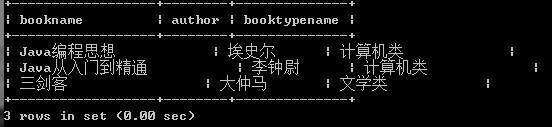 +--------------------+---------+--------------+
| bookname | author | booktypename |
+--------------------+---------+--------------+
| Java编程思想 | 埃史尔 | 计算机类 |
| Java从入门到精通 | 李钟尉 | 计算机类 |
| 三剑客 | 大仲马 | 文学类 |
+--------------------+---------+--------------+
3 rows in set (0.00 sec)